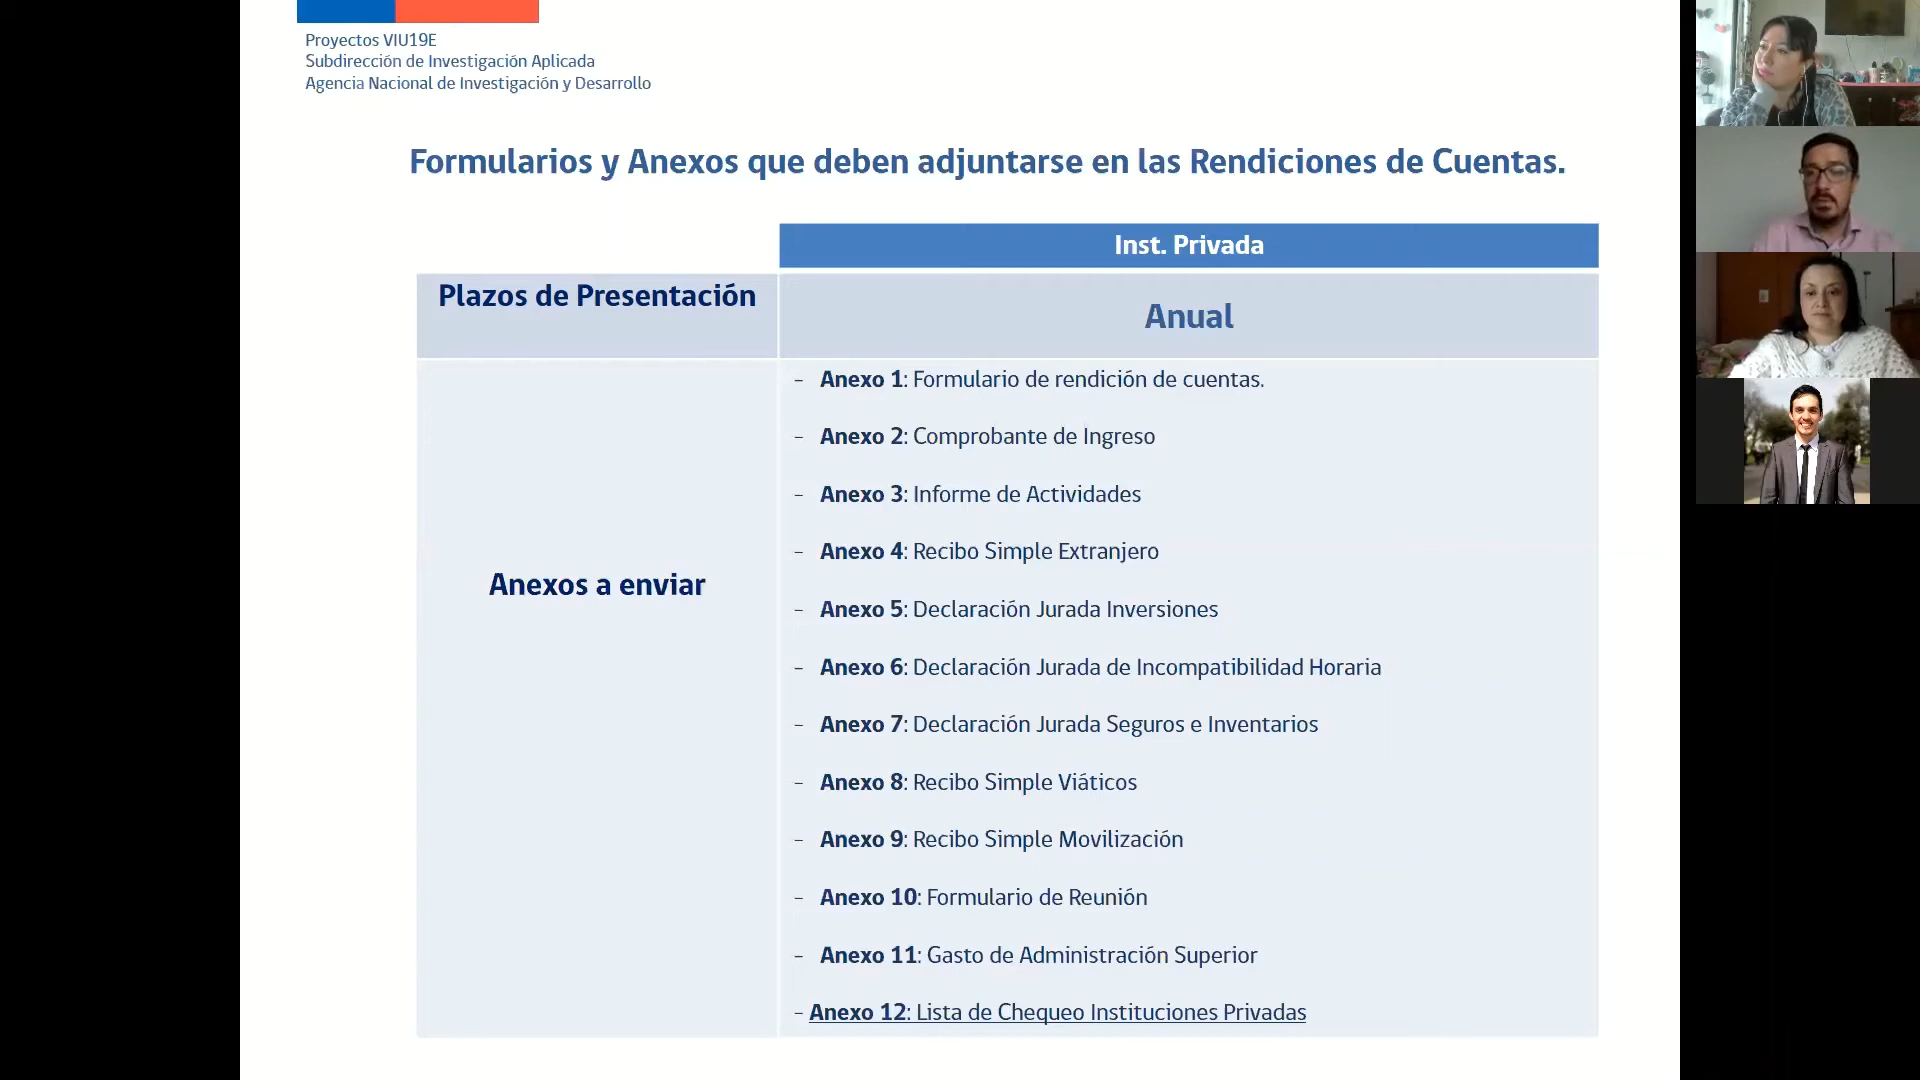 Proyectos VIU19E
Subdirección de Investigación Aplicada
Agencia Nacional de Investigación y Desarrollo
Formularios y Anexos que deben adjuntarse en las Rendiciones de Cuentas.
Inst. Privada
Plazos de Presentación
Anual
Anexos a enviar
- Anexo 1: Formulario de rendición de cuentas.
- Anexo 2: Comprobante de Ingreso
- Anexo 3: Informe de Actividades
- Anexo 4: Recibo Simple Extranjero
- Anexo 5: Declaración Jurada Inversiones
- Anexo 6: Declaración Jurada de Incompatibilidad Horaria
- Anexo 7: Declaración Jurada Seguros e Inventarios
- Anexo 8: Recibo Simple Viáticos
- Anexo 9: Recibo Simple Movilización
- Anexo 10: Formulario de Reunión
- Anexo 11: Gasto de Administración Superior
- Anexo 12: Lista de Chequeo Instituciones Privadas